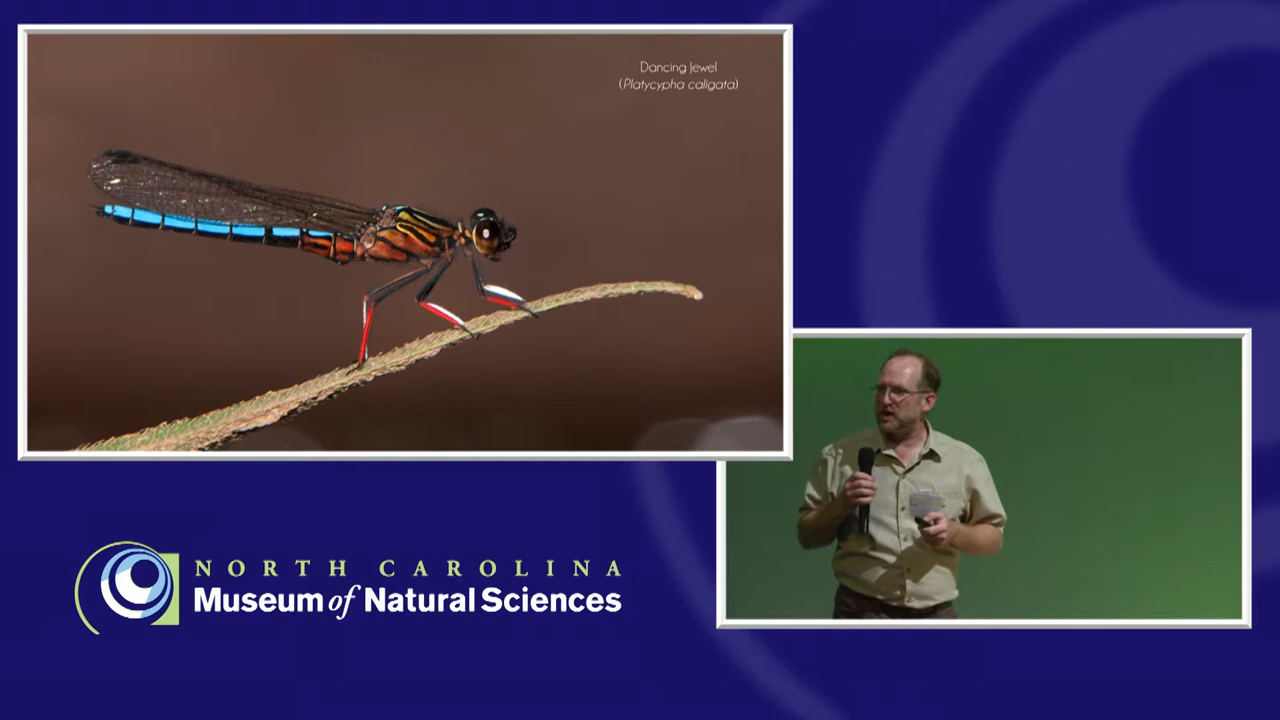 Dancing Jewel
(Platycypha caligata)
NORTH CAROLINA
Museum of Natural Sciences